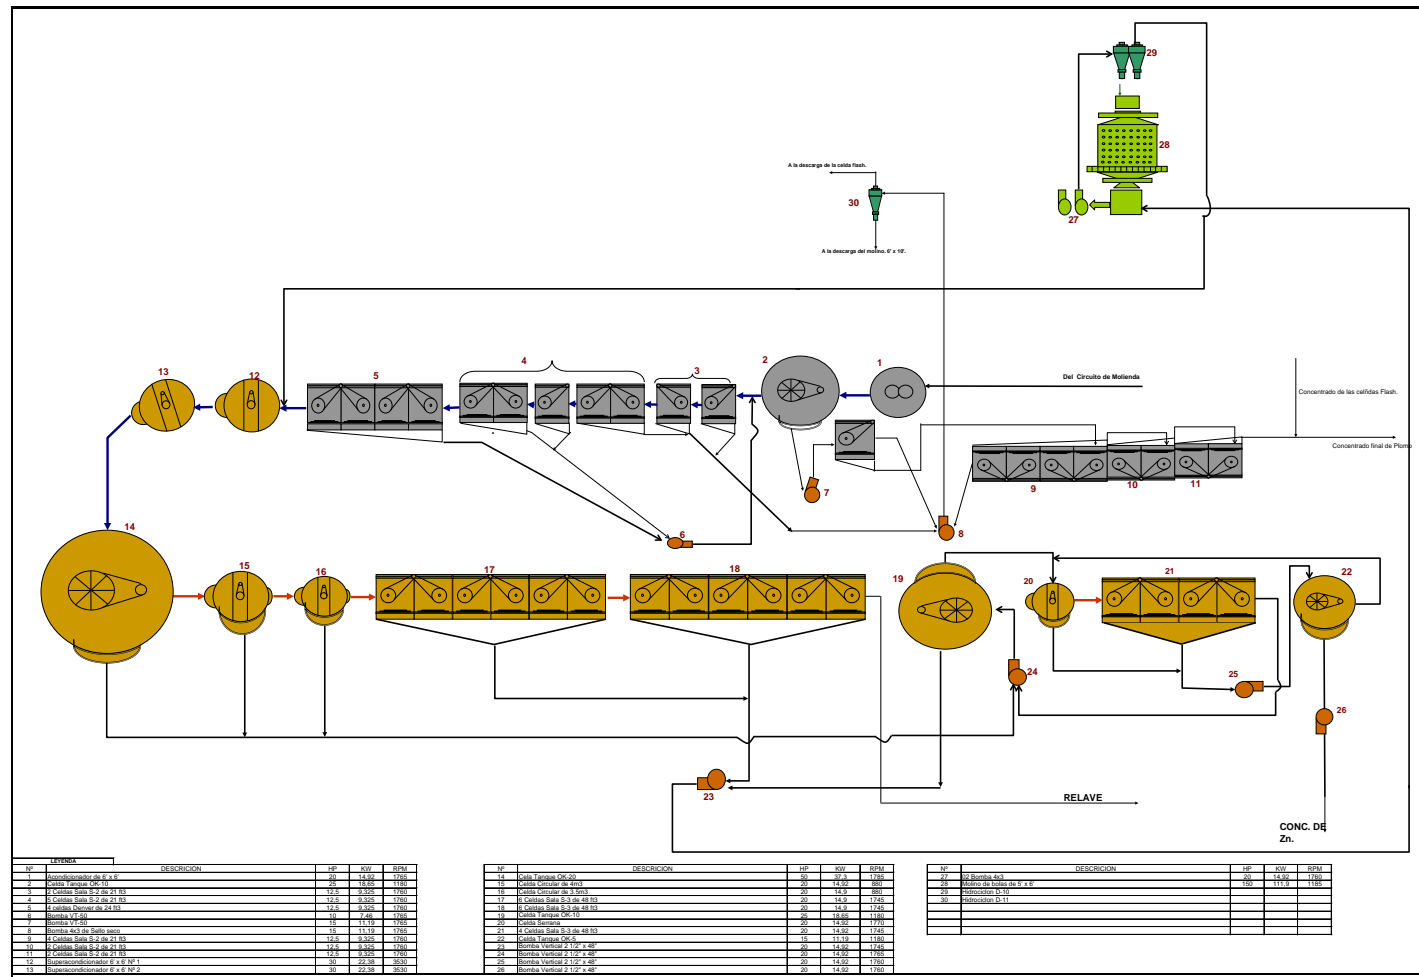 29
28
27
A la descarga de la celda flash.
30
A la descarga del molino. 6' x 10'.
13
12
5
4
3
2
1
Del Circuito de Molienda
Concentrado de las celñdas Flash.
Concentrado final de Plomo
7
6
8
9
10
11
14
15
16
17
18
19
20
21
22
24
25
26
23
RELAVE
CONC. DE
Zn.
LEYENDA
Nº DESCRICION HP KW RPM
1 Acondicionador de 6' x 6' 20 14,92 1765
2 Celda Tanque OK-10 25 18,65 1180
3 2 Celdas Sala S-2 de 21 ft3 12,5 9,325 1760
4 5 Celdas Sala S-2 de 21 ft3 12,5 9,325 1760
5 4 celdas Denver de 24 ft3 12,5 9,325 1760
6 Bomba VT-50 10 7,46 1765
7 Bomba VT-50 15 11,19 1765
8 Bomba 4x3 de Sello seco 15 11,19 1765
9 4 Celdas Sala S-2 de 21 ft3 12,5 9,325 1760
10 2 Celdas Sala S-2 de 21 ft3 12,5 9,325 1760
11 2 Celdas Sala S-2 de 21 ft3 12,5 9,325 1760
12 Superacondicionador 6' x 6' Nº 1 30 22,38 3530
13 Superacondicionador 6' x 6' Nº 2 30 22,38 3530
Nº DESCRICION HP KW RPM
14 Cela Tanque OK-20 50 37,3 1785
15 Celda Circular de 4m3 20 14,92 880
16 Celda Circular de 3.5m3 20 14,9 880
17 6 Celdas Sala S-3 de 48 ft3 20 14,9 1745
18 6 Celdas Sala S-3 de 48 ft3 20 14,9 1745
19 Celda Tanque OK-10 25 18,65 1180
20 Celda Serrana 20 14,92 1770
21 4 Celdas Sala S-3 de 48 ft3 20 14,92 1745
22 Celda Tanque OK-5 15 11,19 1180
23 Bomba Vertical 2 1/2" x 48" 20 14,92 1745
24 Bomba Vertical 2 1/2" x 48" 20 14,92 1765
25 Bomba Vertical 2 1/2" x 48" 20 14,92 1760
26 Bomba Vertical 2 1/2" x 48" 20 14,92 1760
Nº DESCRICION HP KW RPM
27 02 Bomba 4x3 20 14,92 1760
28 Molino de bolas de 5' x 6' 150 111,9 1185
29 Hidrociclon D-10
30 Hidrociclon D-11